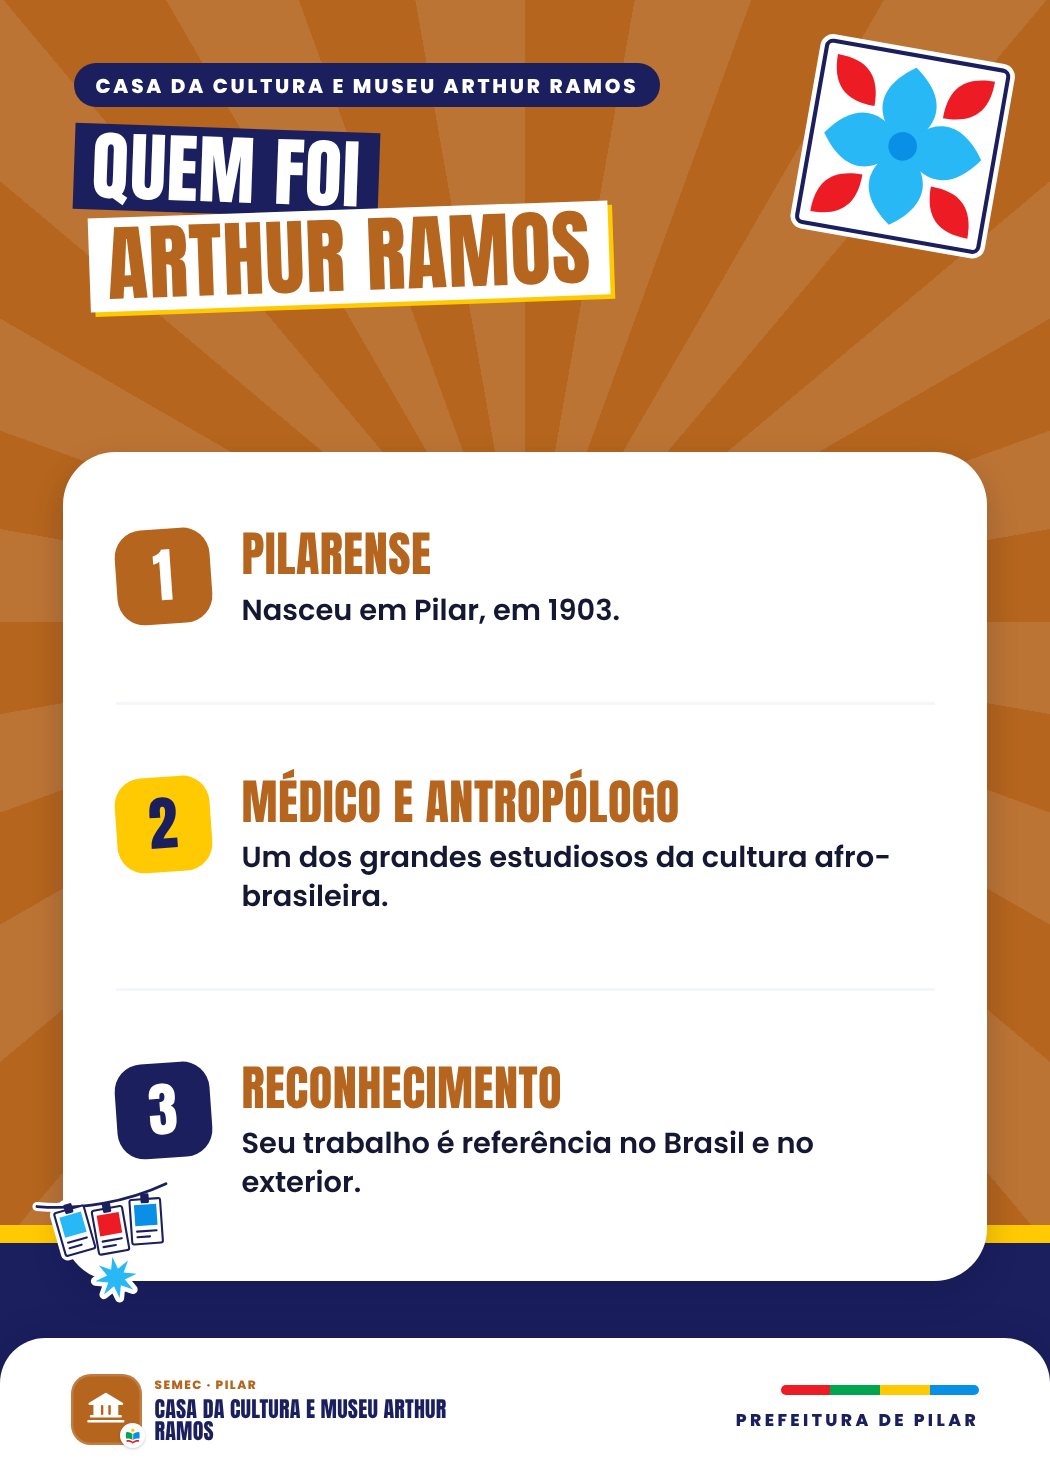 CASA DA CULTURA E MUSEU ARTHUR RAMOS
QUEM FOI
ARTHUR RAMOS
1
PILARENSE
Nasceu em Pilar, em 1903.
2
MÉDICO E ANTROPÓLOGO
Um dos grandes estudiosos da cultura afro-
brasileira.
3
RECONHECIMENTO
Seu trabalho é referência no Brasil e no
exterior.
SEMEC · PILAR
CASA DA CULTURA E MUSEU ARTHUR
RAMOS
PREFEITURA DE PILAR